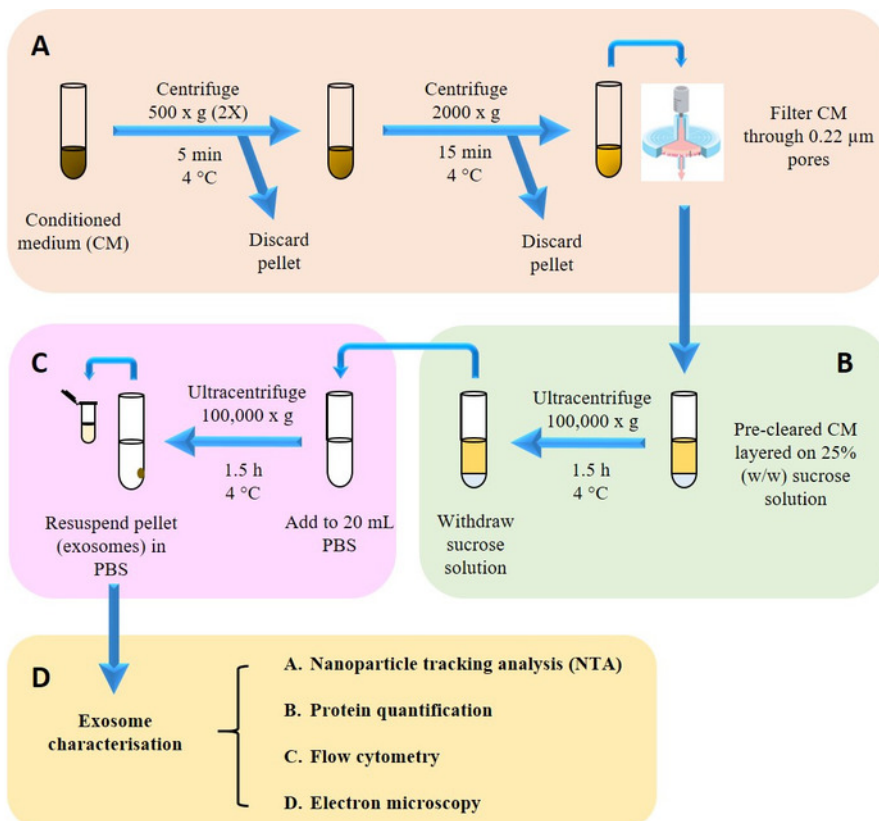 A
Centrifuge
500 x g (2X)
5 min
4 °C
Conditioned
medium (CM)
Discard
pellet
Centrifuge
2000 x g
15 min
4 °C
Discard
pellet
Filter CM
through 0.22 µm
pores
B
Pre-cleared CM
layered on 25%
(w/w) sucrose
solution
Ultracentrifuge
100,000 x g
1.5 h
4 °C
Withdraw
sucrose
solution
C
Add to 20 mL
PBS
Ultracentrifuge
100,000 x g
1.5 h
4 °C
Resuspend pellet
(exosomes) in
PBS
D
Exosome
characterisation
A. Nanoparticle tracking analysis (NTA)
B. Protein quantification
C. Flow cytometry
D. Electron microscopy